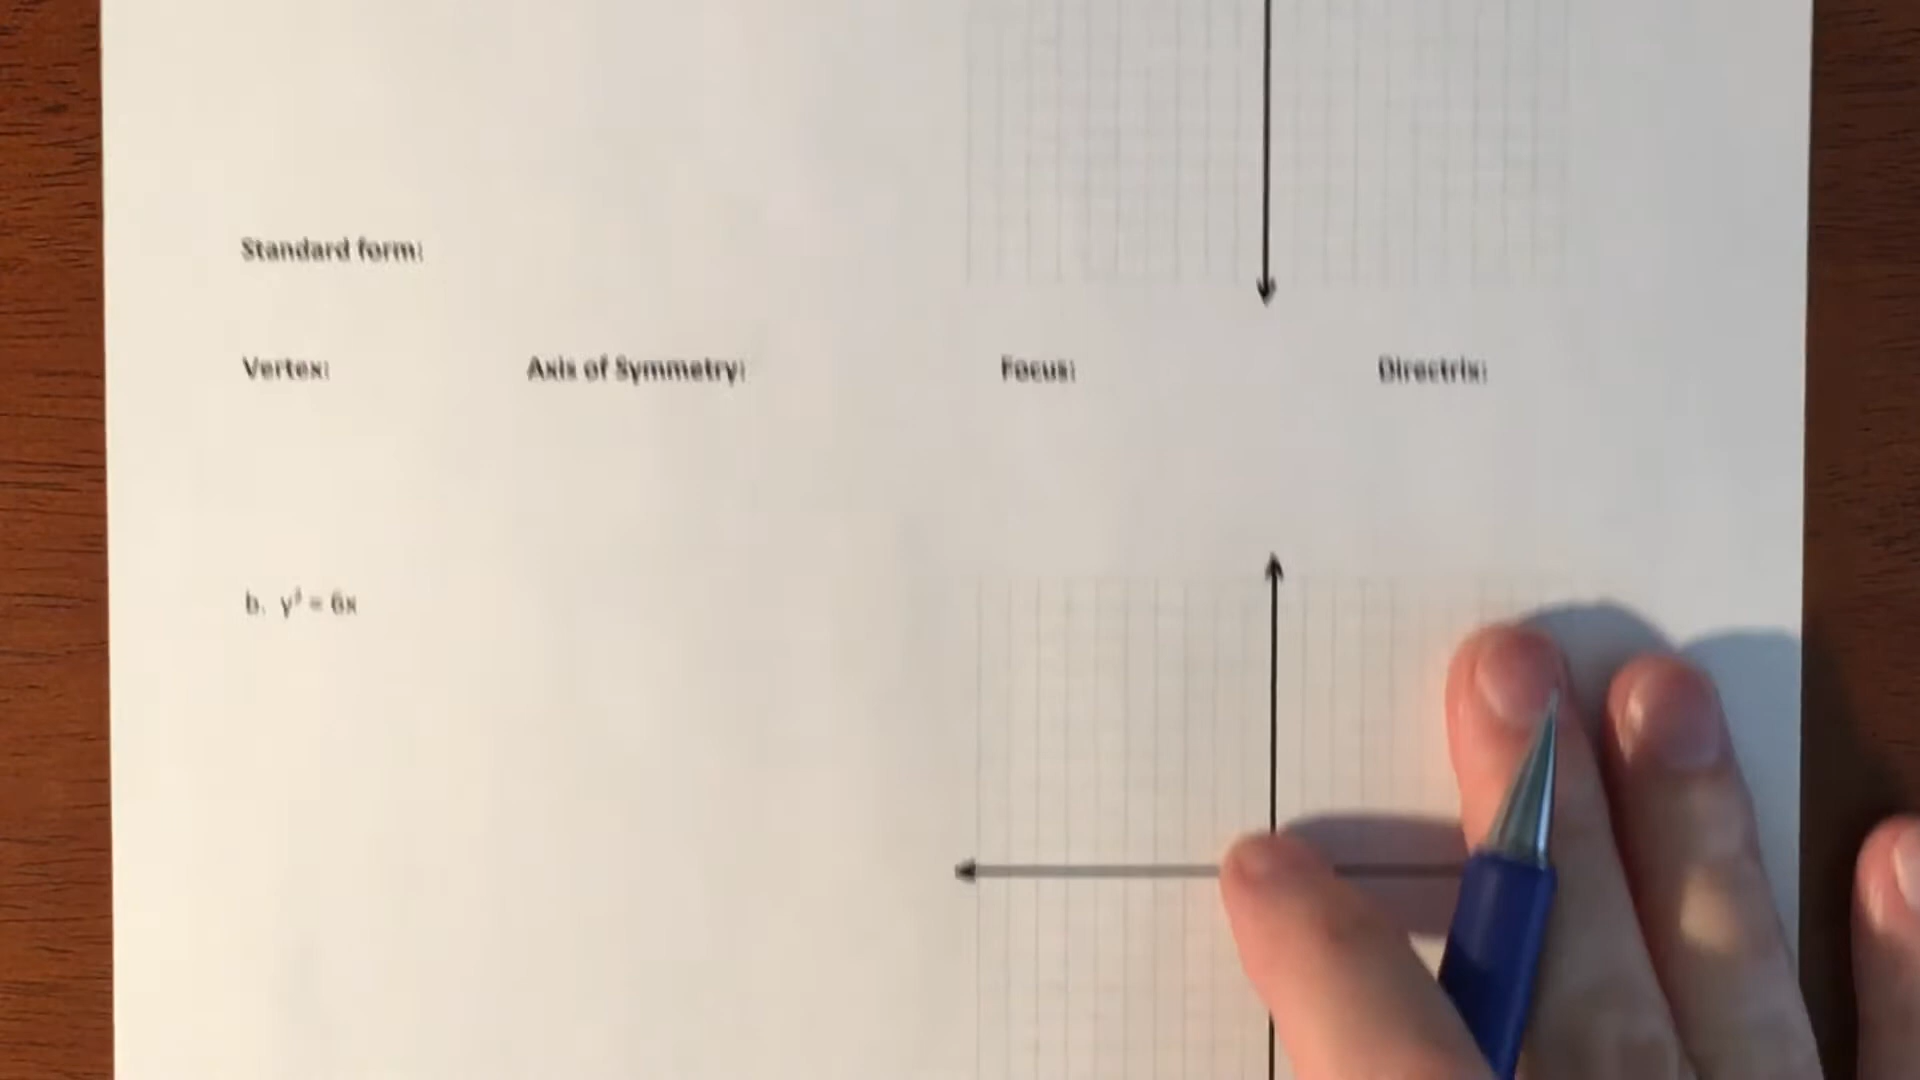 Standard form:
Vertex: Axis of Symmetry: Focus: Directrix:
b. y² = 6x